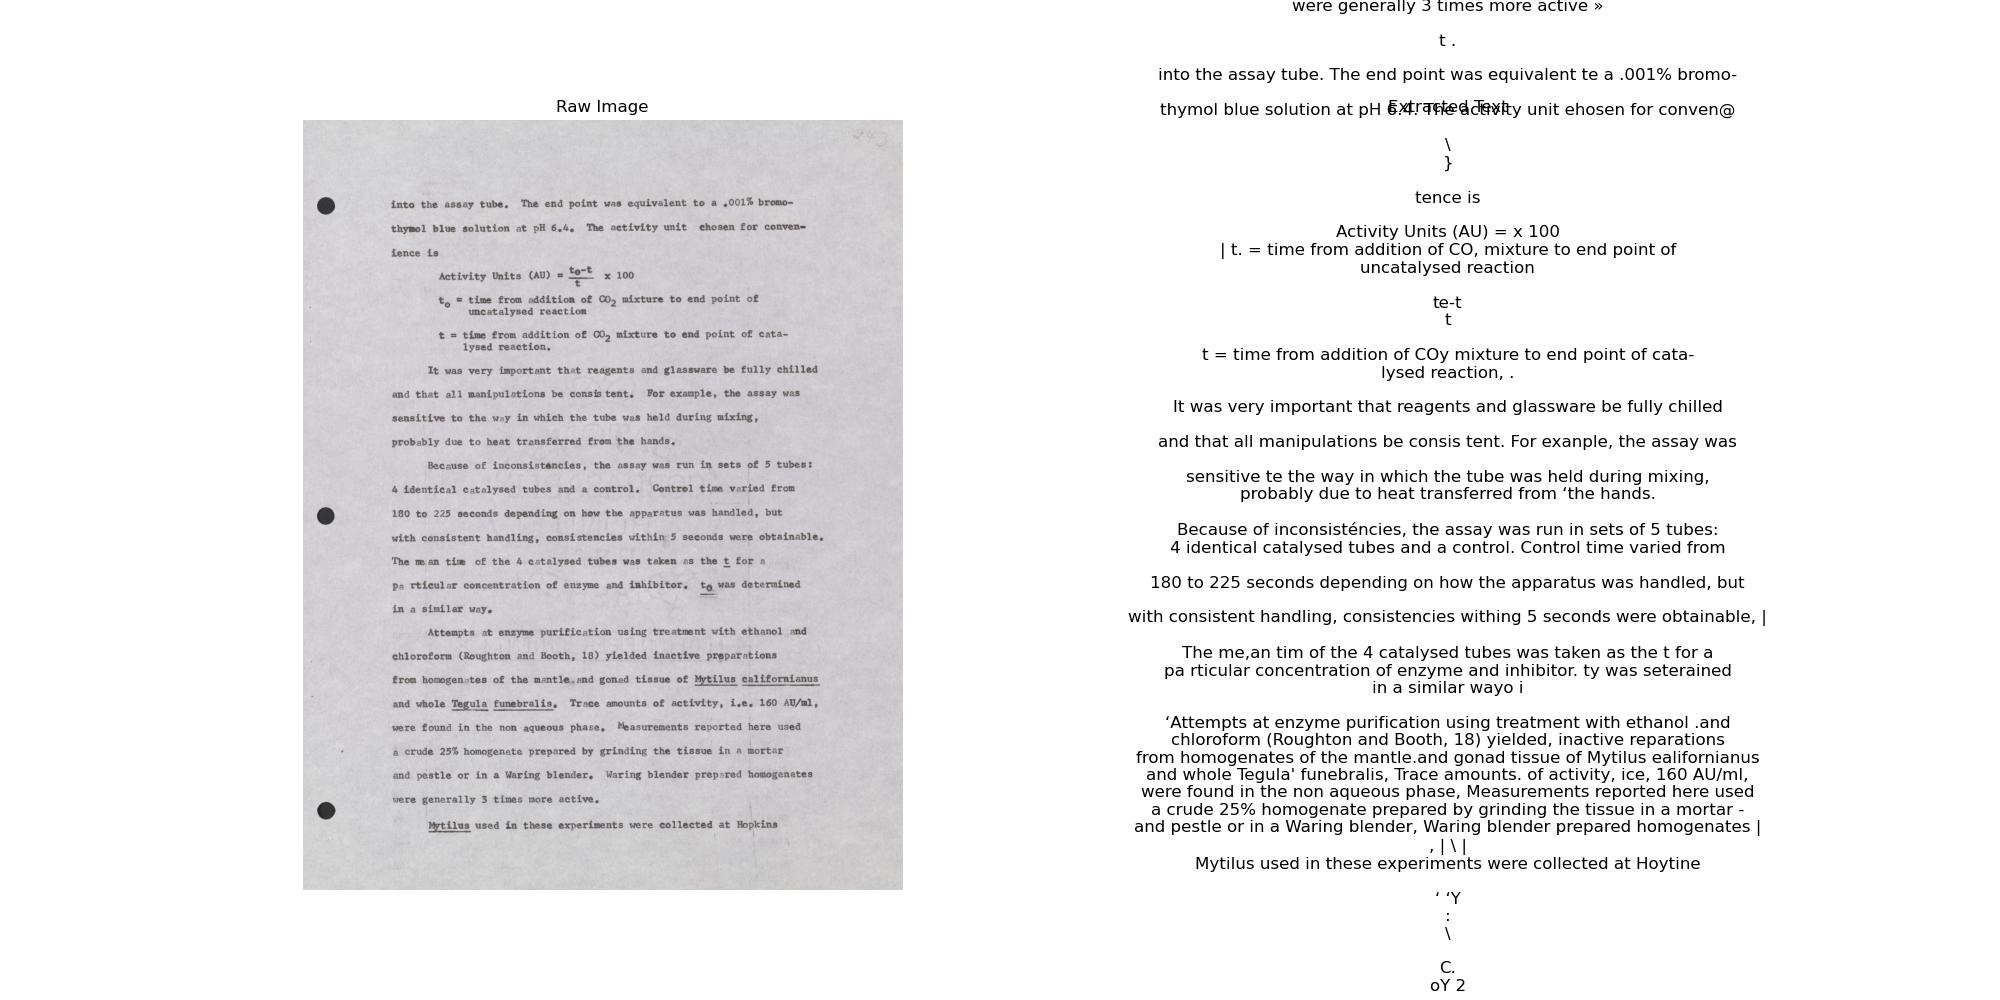 Raw Image
243
into the assay tube. The end point was equivalent to a .001% bromo-
thymol blue solution at pH 6.4. The activity unit chosen for conven-
ience is
Activity Units (AU) = to-t/t x 100
to = time from addition of CO2 mixture to end point of
uncatalysed reaction
t = time from addition of CO2 mixture to end point of cata-
lysed reaction.
It was very important that reagents and glassware be fully chilled
and that all manipulations be consis tent. For example, the assay was
sensitive to the way in which the tube was held during mixing,
probably due to heat transferred from the hands.
Because of inconsistencies, the assay was run in sets of 5 tubes:
4 identical catalysed tubes and a control. Control time varied from
180 to 225 seconds depending on how the apparatus was handled, but
with consistent handling, consistencies within 5 seconds were obtainable.
The mean time of the 4 catalysed tubes was taken as the t for a
pa rticular concentration of enzyme and inhibitor. to was determined
in a similar way.
Attempts at enzyme purification using treatment with ethanol and
chloroform (Roughton and Booth, 18) yielded inactive preparations
from homogenates of the mantle.and gonad tissue of Mytilus californianus
and whole Tegula funebralis. Trace amounts of activity, i.e. 160 AU/ml,
were found in the non aqueous phase. Measurements reported here used
a crude 25% homogenate prepared by grinding the tissue in a mortar
and pestle or in a Waring blender. Waring blender prepared homogenates
were generally 3 times more active.
Mytilus used in these experiments were collected at Hopkins
were generally 3 times more active »
t .
into the assay tube. The end point was equivalent te a .001% bromo-
Extracted Text
thymol blue solution at pH 6.4. The activity unit ehosen for conven@
\
}
tence is
Activity Units (AU) = x 100
| t. = time from addition of CO, mixture to end point of
uncatalysed reaction
te-t
t
t = time from addition of COy mixture to end point of cata-
lysed reaction, .
It was very important that reagents and glassware be fully chilled
and that all manipulations be consis tent. For exanple, the assay was
sensitive te the way in which the tube was held during mixing,
probably due to heat transferred from ‘the hands.
Because of inconsisténcies, the assay was run in sets of 5 tubes:
4 identical catalysed tubes and a control. Control time varied from
180 to 225 seconds depending on how the apparatus was handled, but
with consistent handling, consistencies withing 5 seconds were obtainable, |
The me,an tim of the 4 catalysed tubes was taken as the t for a
pa rticular concentration of enzyme and inhibitor. ty was seterained
in a similar wayo i
‘Attempts at enzyme purification using treatment with ethanol .and
chloroform (Roughton and Booth, 18) yielded, inactive reparations
from homogenates of the mantle.and gonad tissue of Mytilus ealifornianus
and whole Tegula' funebralis, Trace amounts. of activity, ice, 160 AU/ml,
were found in the non aqueous phase, Measurements reported here used
a crude 25% homogenate prepared by grinding the tissue in a mortar -
and pestle or in a Waring blender, Waring blender prepared homogenates |
, | \ |
Mytilus used in these experiments were collected at Hoytine
‘ ‘Y
:
\
C.
oY 2